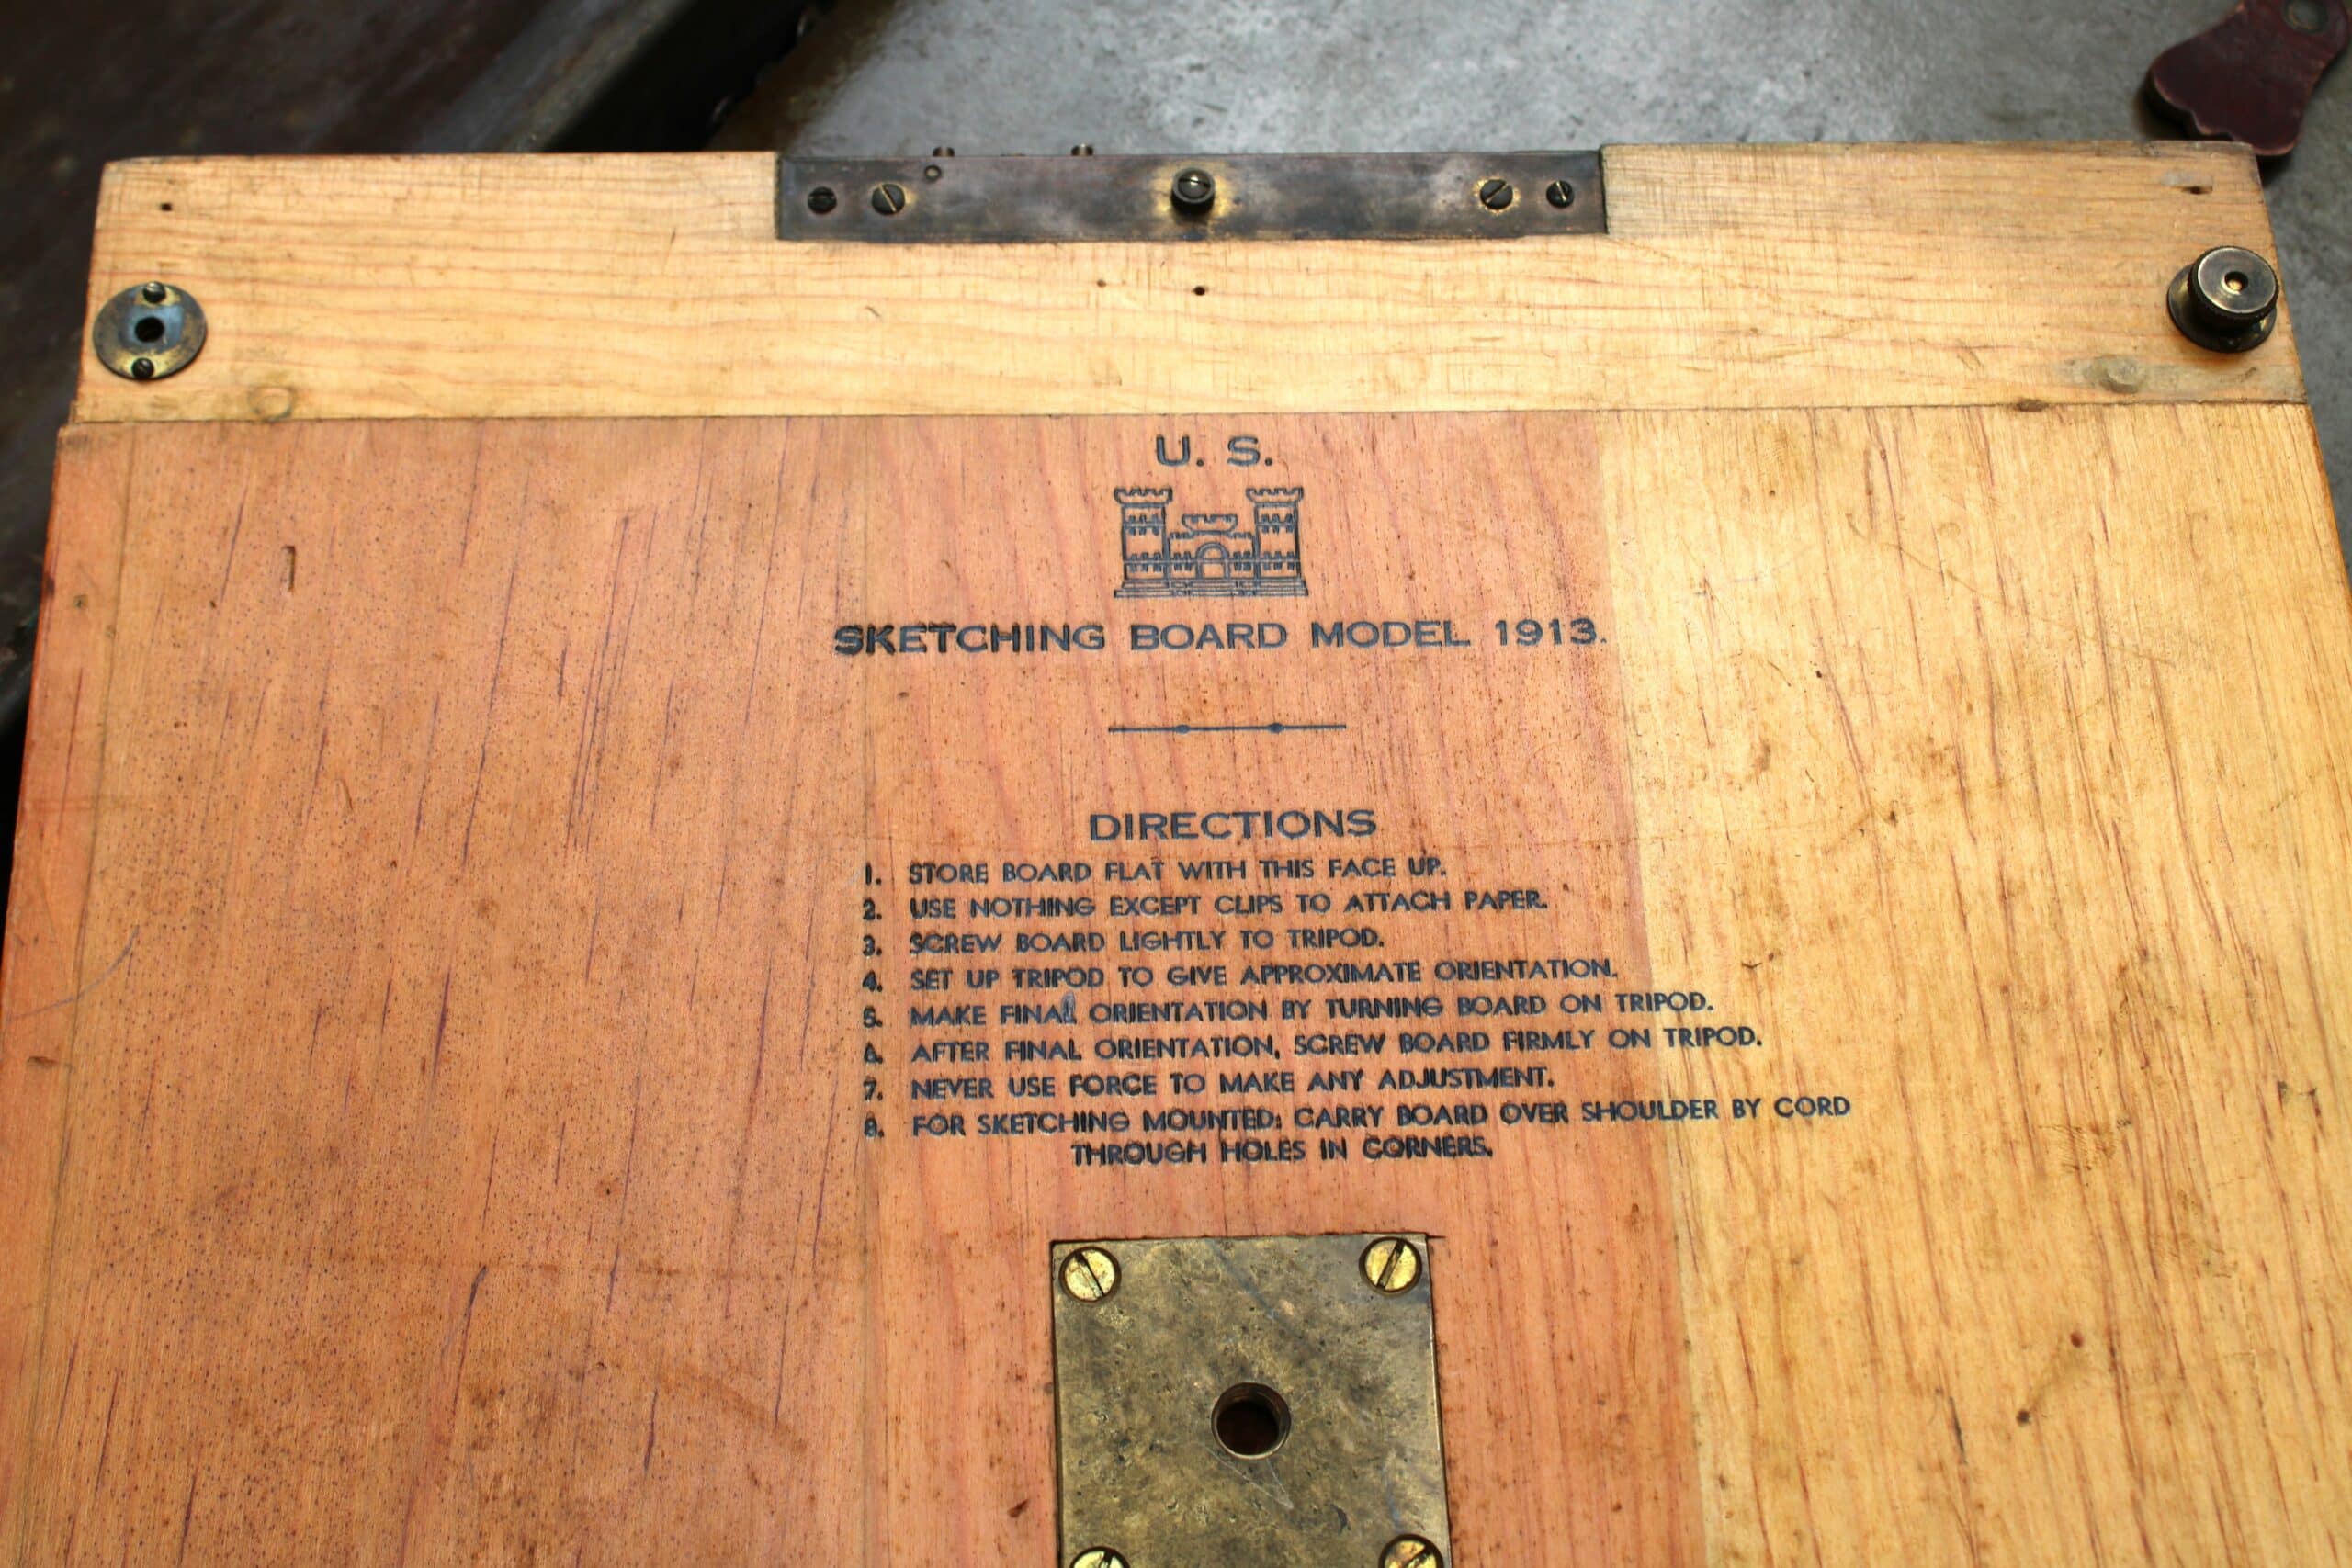 U. S.
SKETCHING BOARD MODEL 1913.
DIRECTIONS
1. STORE BOARD FLAT WITH THIS FACE UP.
2. USE NOTHING EXCEPT CLIPS TO ATTACH PAPER.
3. SCREW BOARD LIGHTLY TO TRIPOD.
4. SET UP TRIPOD TO GIVE APPROXIMATE ORIENTATION.
5. MAKE FINAL ORIENTATION BY TURNING BOARD ON TRIPOD.
6. AFTER FINAL ORIENTATION, SCREW BOARD FIRMLY ON TRIPOD.
7. NEVER USE FORCE TO MAKE ANY ADJUSTMENT.
8. FOR SKETCHING MOUNTED: CARRY BOARD OVER SHOULDER BY CORD
THROUGH HOLES IN CORNERS.